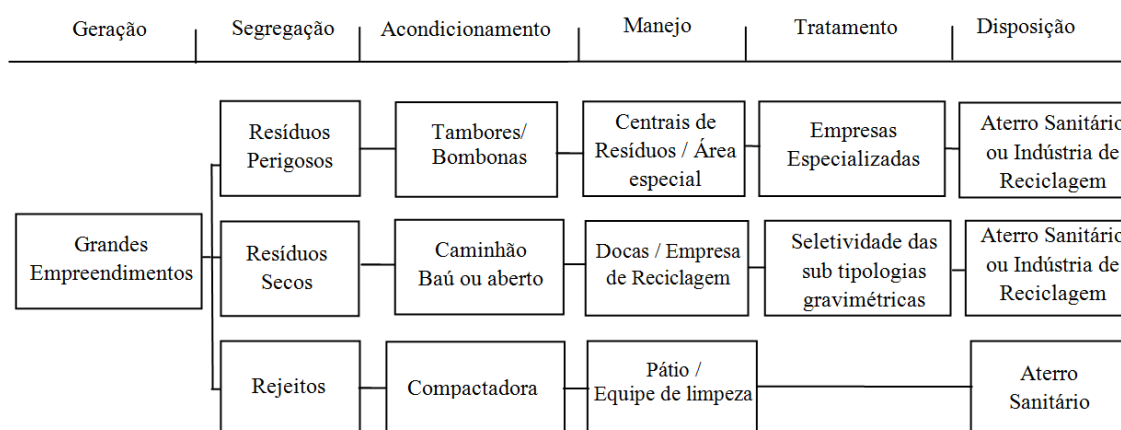 Geração
Segregação
Acondicionamento
Manejo
Tratamento
Disposição
Grandes
Empreendimentos
Resíduos
Perigosos
Tambores/
Bombonas
Centrais de
Resíduos / Área
especial
Empresas
Especializadas
Aterro Sanitário
ou Indústria de
Reciclagem
Resíduos
Secos
Caminhão
Baú ou aberto
Docas / Empresa
de Reciclagem
Seletividade das
sub tipologias
gravimétricas
Aterro Sanitário
ou Indústria de
Reciclagem
Rejeitos
Compactadora
Pátio /
Equipe de limpeza
Aterro
Sanitário